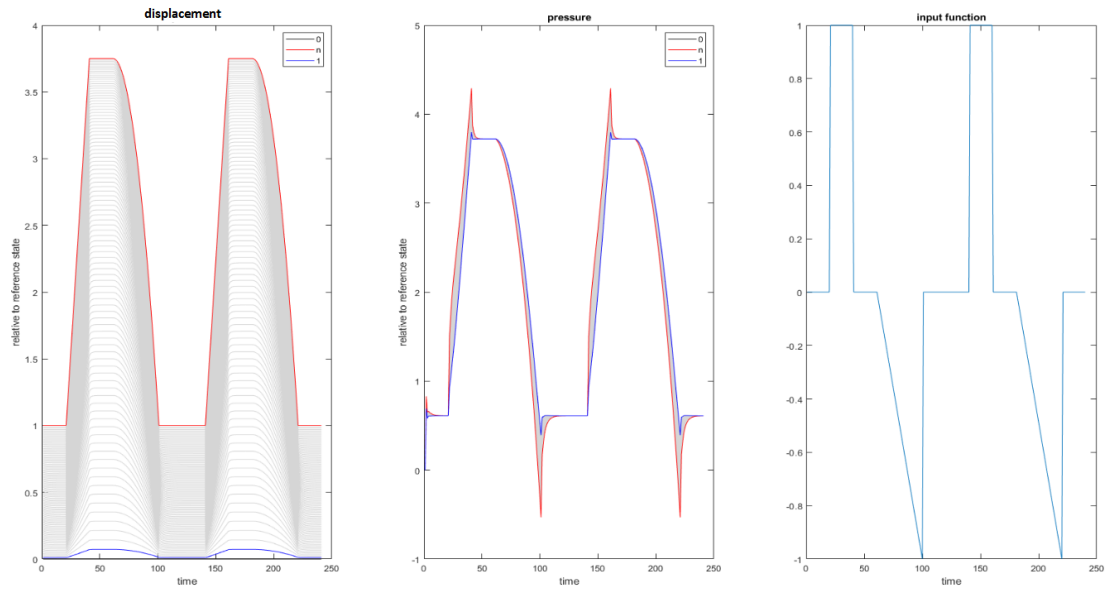 displacement
4
3.5
3
2.5
2
1.5
1
0.5
0
0 50 100 150 200 250
time
relative to reference state
0
n
1
pressure
5
4
3
2
1
0
-1
0 50 100 150 200 250
time
relative to reference state
0
n
1
input function
1
0.8
0.6
0.4
0.2
0
-0.2
-0.4
-0.6
-0.8
-1
0 50 100 150 200 250
time